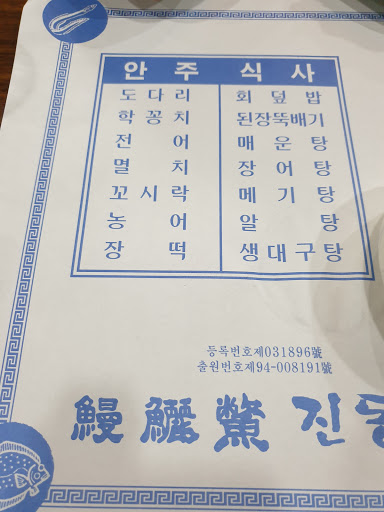 안주 식사
도다리 회덮밥
학꽁치 된장뚝배기
전어 매운탕
멸치 장어탕
꼬시락 메기탕
농어 알탕
장떡 생대구탕
등록번호제031896號
출원번호제94-008191號
진동